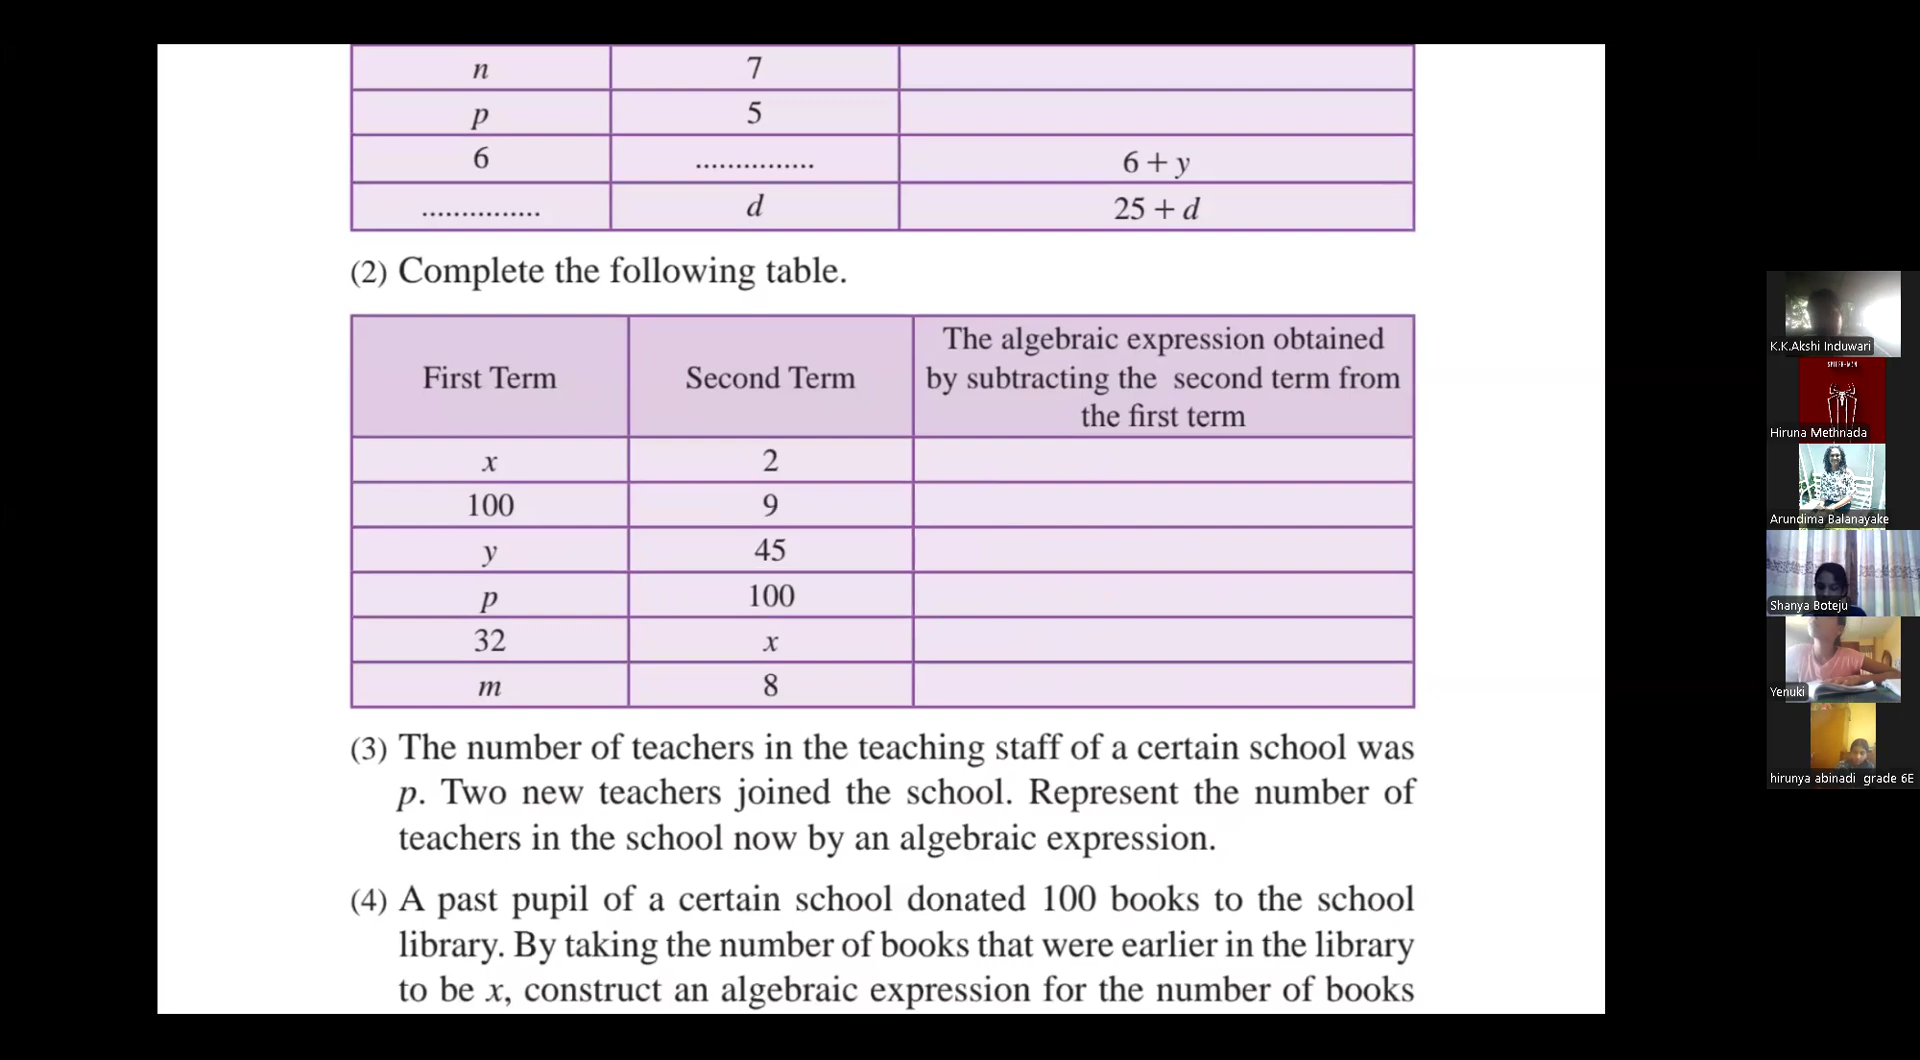 n 7
p 5
6 ............... 6 + y
............... d 25 + d
(2) Complete the following table.
First Term Second Term The algebraic expression obtained by subtracting the second term from the first term
x 2
100 9
y 45
p 100
32 x
m 8
(3) The number of teachers in the teaching staff of a certain school was
p. Two new teachers joined the school. Represent the number of
teachers in the school now by an algebraic expression.
(4) A past pupil of a certain school donated 100 books to the school
library. By taking the number of books that were earlier in the library
to be x, construct an algebraic expression for the number of books
K.K.Akshi Induwari
SPIDER-MAN
Hiruna Methnada
Arundima Balanayake
Shanya Boteju
Yenuki
hirunya abinadi grade 6E